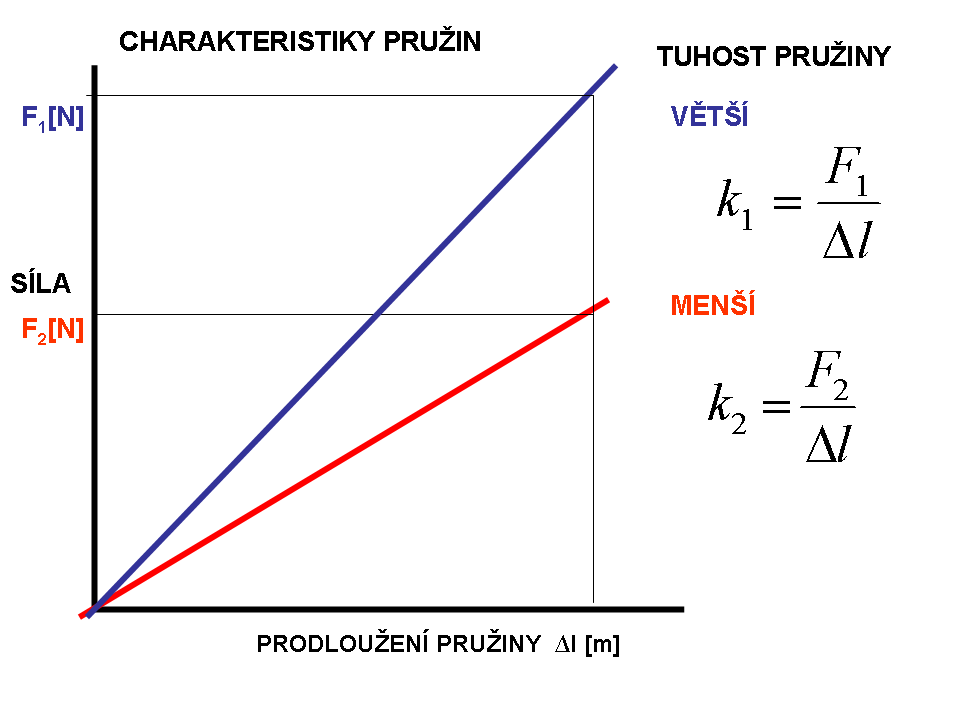 CHARAKTERISTIKY PRUŽIN
TUHOST PRUŽINY
F₁[N]
VĚTŠÍ
k₁ = F₁/Δl
SÍLA
F₂[N]
MENŠÍ
k₂ = F₂/Δl
PRODLOUŽENÍ PRUŽINY Δl [m]